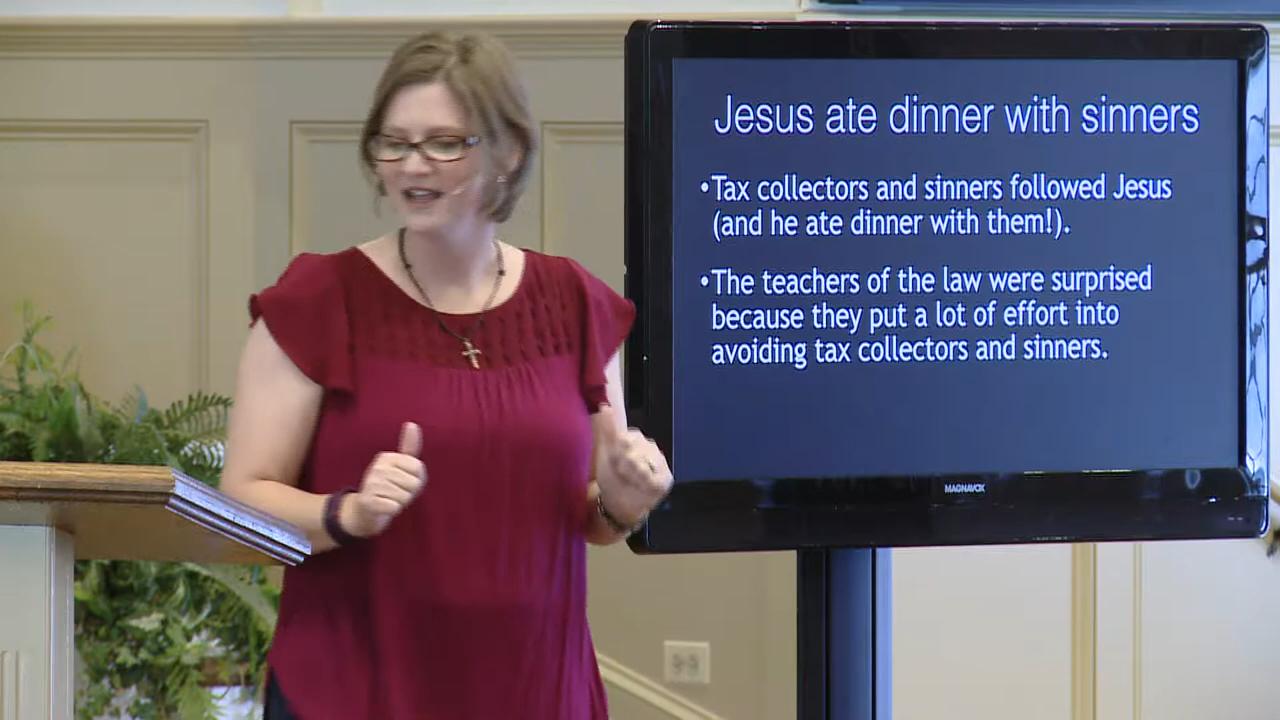 Jesus ate dinner with sinners
•Tax collectors and sinners followed Jesus
(and he ate dinner with them!).
•The teachers of the law were surprised
because they put a lot of effort into
avoiding tax collectors and sinners.
MAGNAVOX